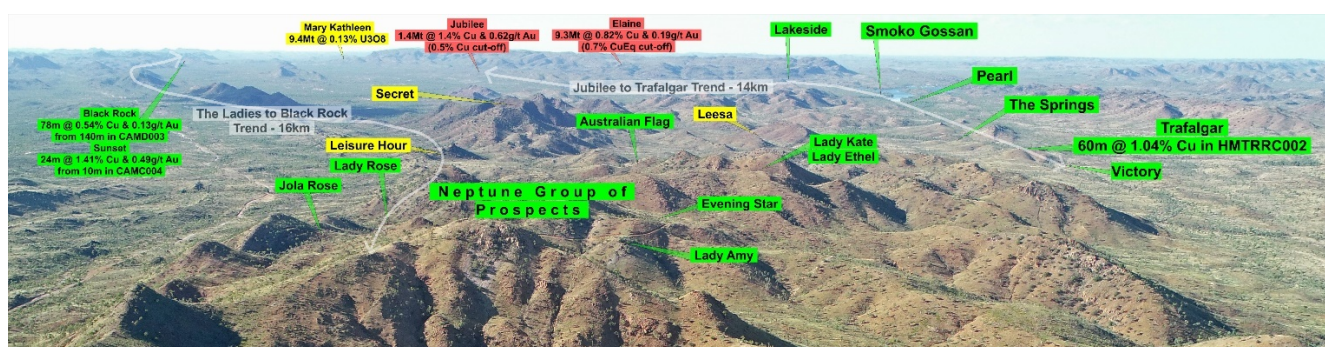 Mary Kathleen
9.4Mt @ 0.13% U3O8
Jubilee
1.4Mt @ 1.4% Cu & 0.62g/t Au
(0.5% Cu cut-off)
Elaine
9.3Mt @ 0.82% Cu & 0.19g/t Au
(0.7% CuEq cut-off)
Lakeside
Smoko Gossan
Pearl
Jubilee to Trafalgar Trend - 14km
Secret
The Springs
Black Rock
78m @ 0.54% Cu & 0.13g/t Au
from 140m in CAMD003
Sunset
24m @ 1.41% Cu & 0.49g/t Au
from 10m in CAMC004
The Ladies to Black Rock
Trend - 16km
Australian Flag
Leesa
Trafalgar
60m @ 1.04% Cu in HMTRRC002
Victory
Leisure Hour
Lady Kate
Lady Ethel
Lady Rose
Jola Rose
Neptune Group of
Prospects
Evening Star
Lady Amy